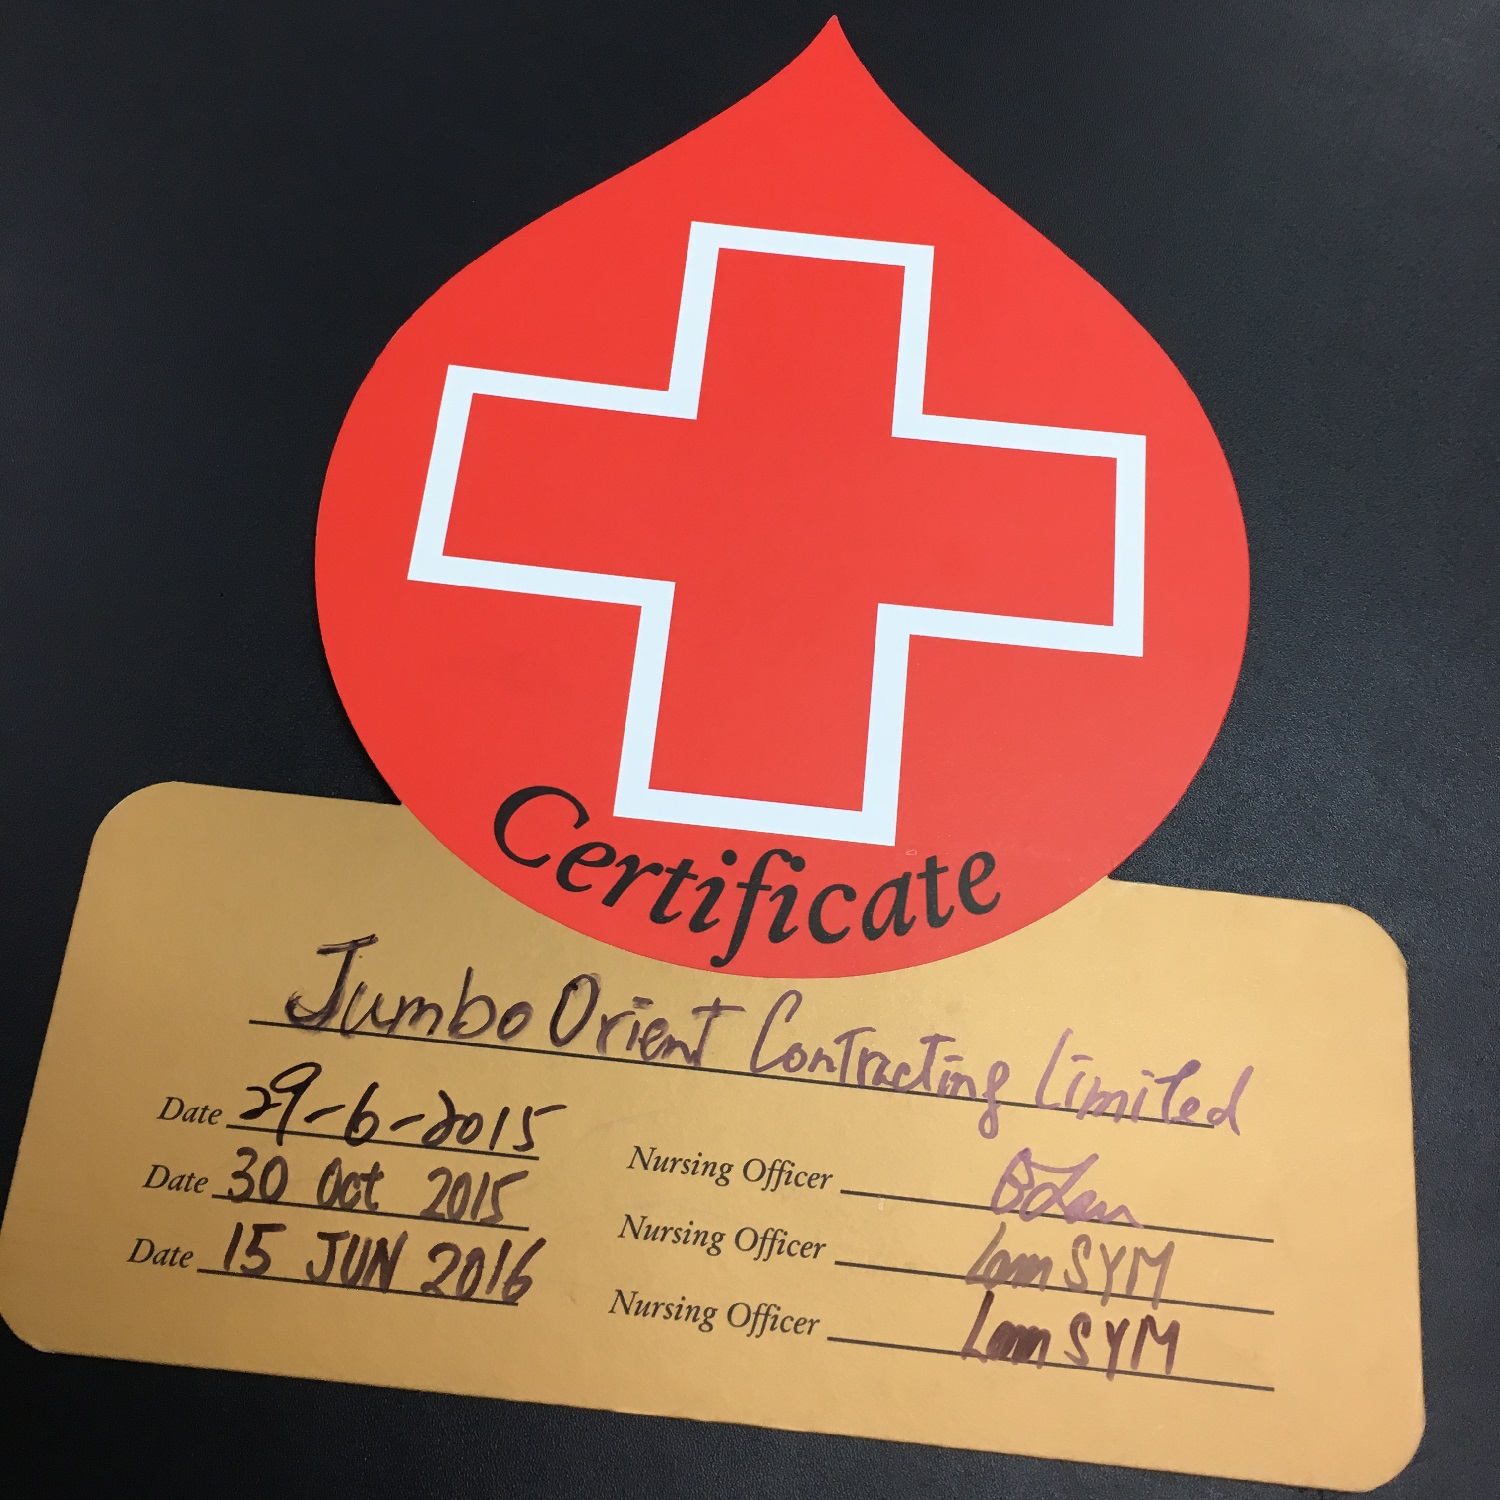 Certificate
Jumbo Orient Contracting Limited
Date 29-6-2015
Nursing Officer
Date 30 Oct 2015
Nursing Officer Lam SYM
Date 15 JUN 2016
Nursing Officer Lam SYM